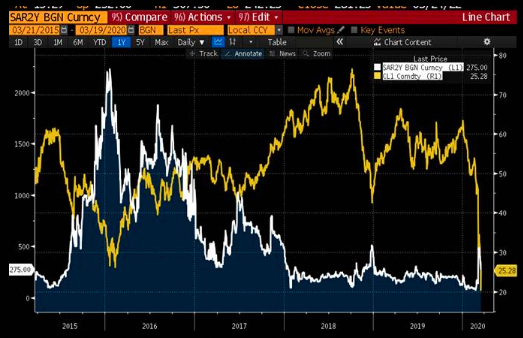 SAR2Y BGN Curncy 95) Compare 96) Actions 97) Edit Line Chart
03/21/2015 03/19/2020 BGN Last Px Local CCY Mov Avgs Key Events
1D 3D 1M 6M YTD 1Y 5Y Max Daily Table Chart Content
Track Annotate News Zoom
Last Price
SAR2Y BGN Curncy (L1) 275.00
CL1 Comdty (R1) 25.28
80
70
60
50
40
30
25.28
20
2000
1500
1000
500
275.00
0
2015 2016 2017 2018 2019 2020